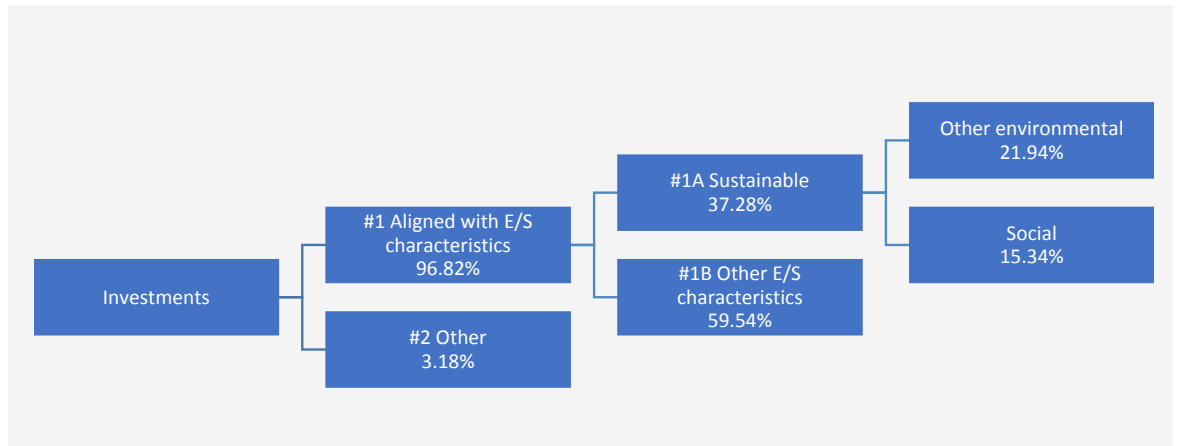 Investments
#1 Aligned with E/S
characteristics
96.82%
#2 Other
3.18%
#1A Sustainable
37.28%
#1B Other E/S
characteristics
59.54%
Other environmental
21.94%
Social
15.34%